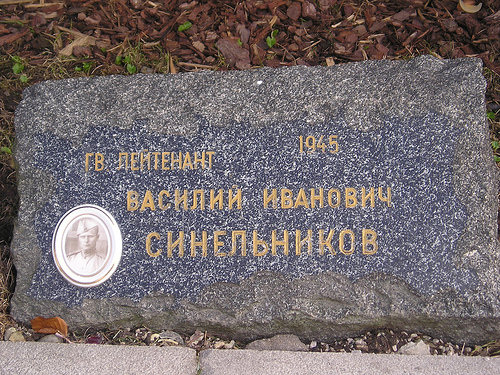 ГВ. ЛЕЙТЕНАНТ 1945
ВАСИЛИЙ ИВАНОВИЧ
СИНЕЛЬНИКОВ